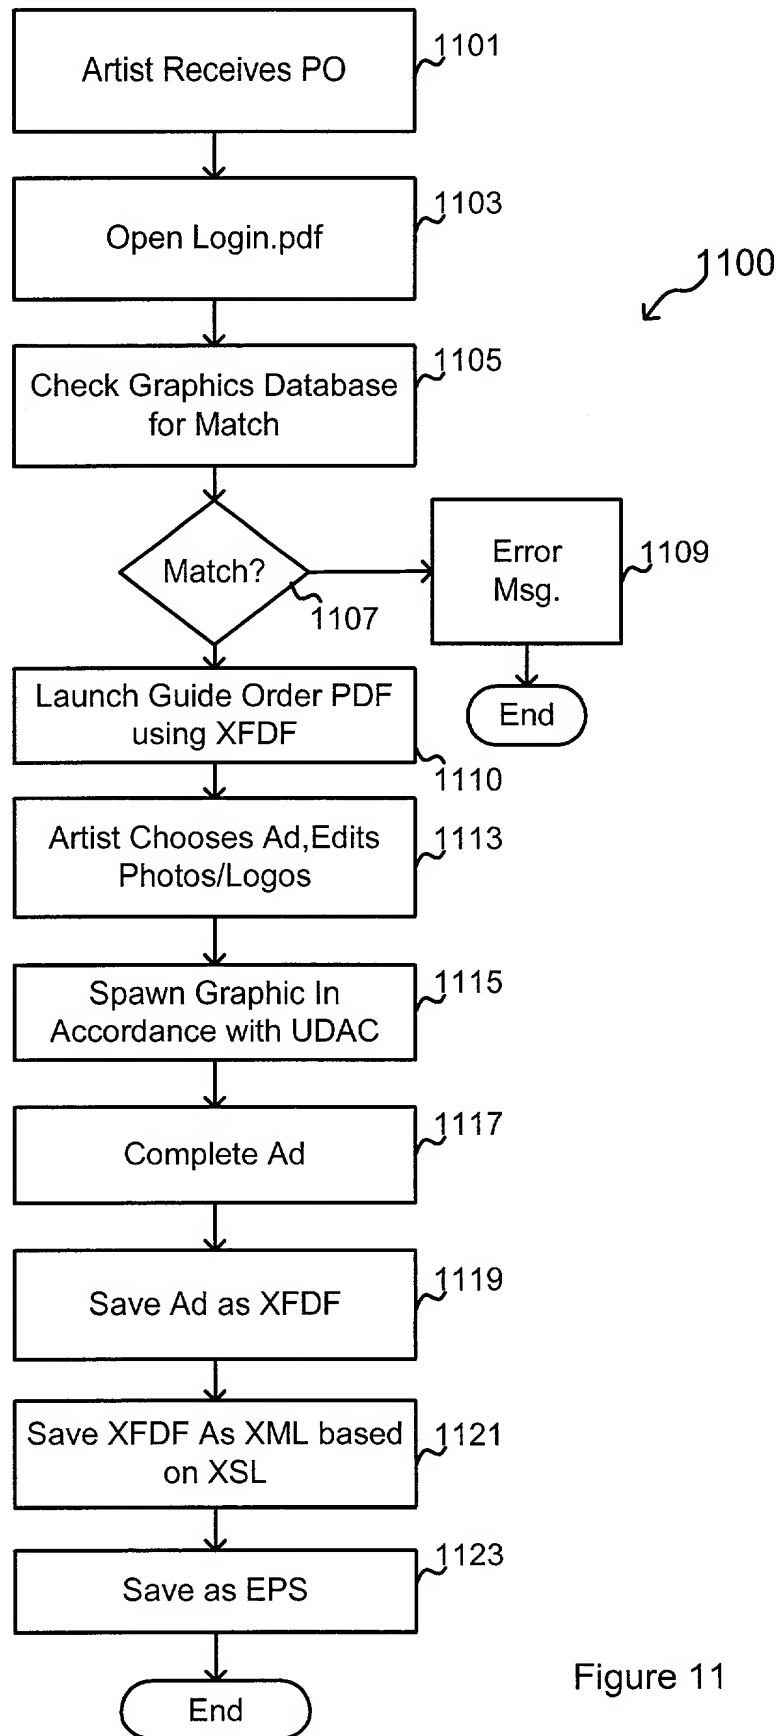 Artist Receives PO
1101
Open Login.pdf
1103
1100
Check Graphics Database
for Match
1105
Match?
1107
Error
Msg.
1109
End
Launch Guide Order PDF
using XFDF
1110
Artist Chooses Ad,Edits
Photos/Logos
1113
Spawn Graphic In
Accordance with UDAC
1115
Complete Ad
1117
Save Ad as XFDF
1119
Save XFDF As XML based
on XSL
1121
Save as EPS
1123
End
Figure 11